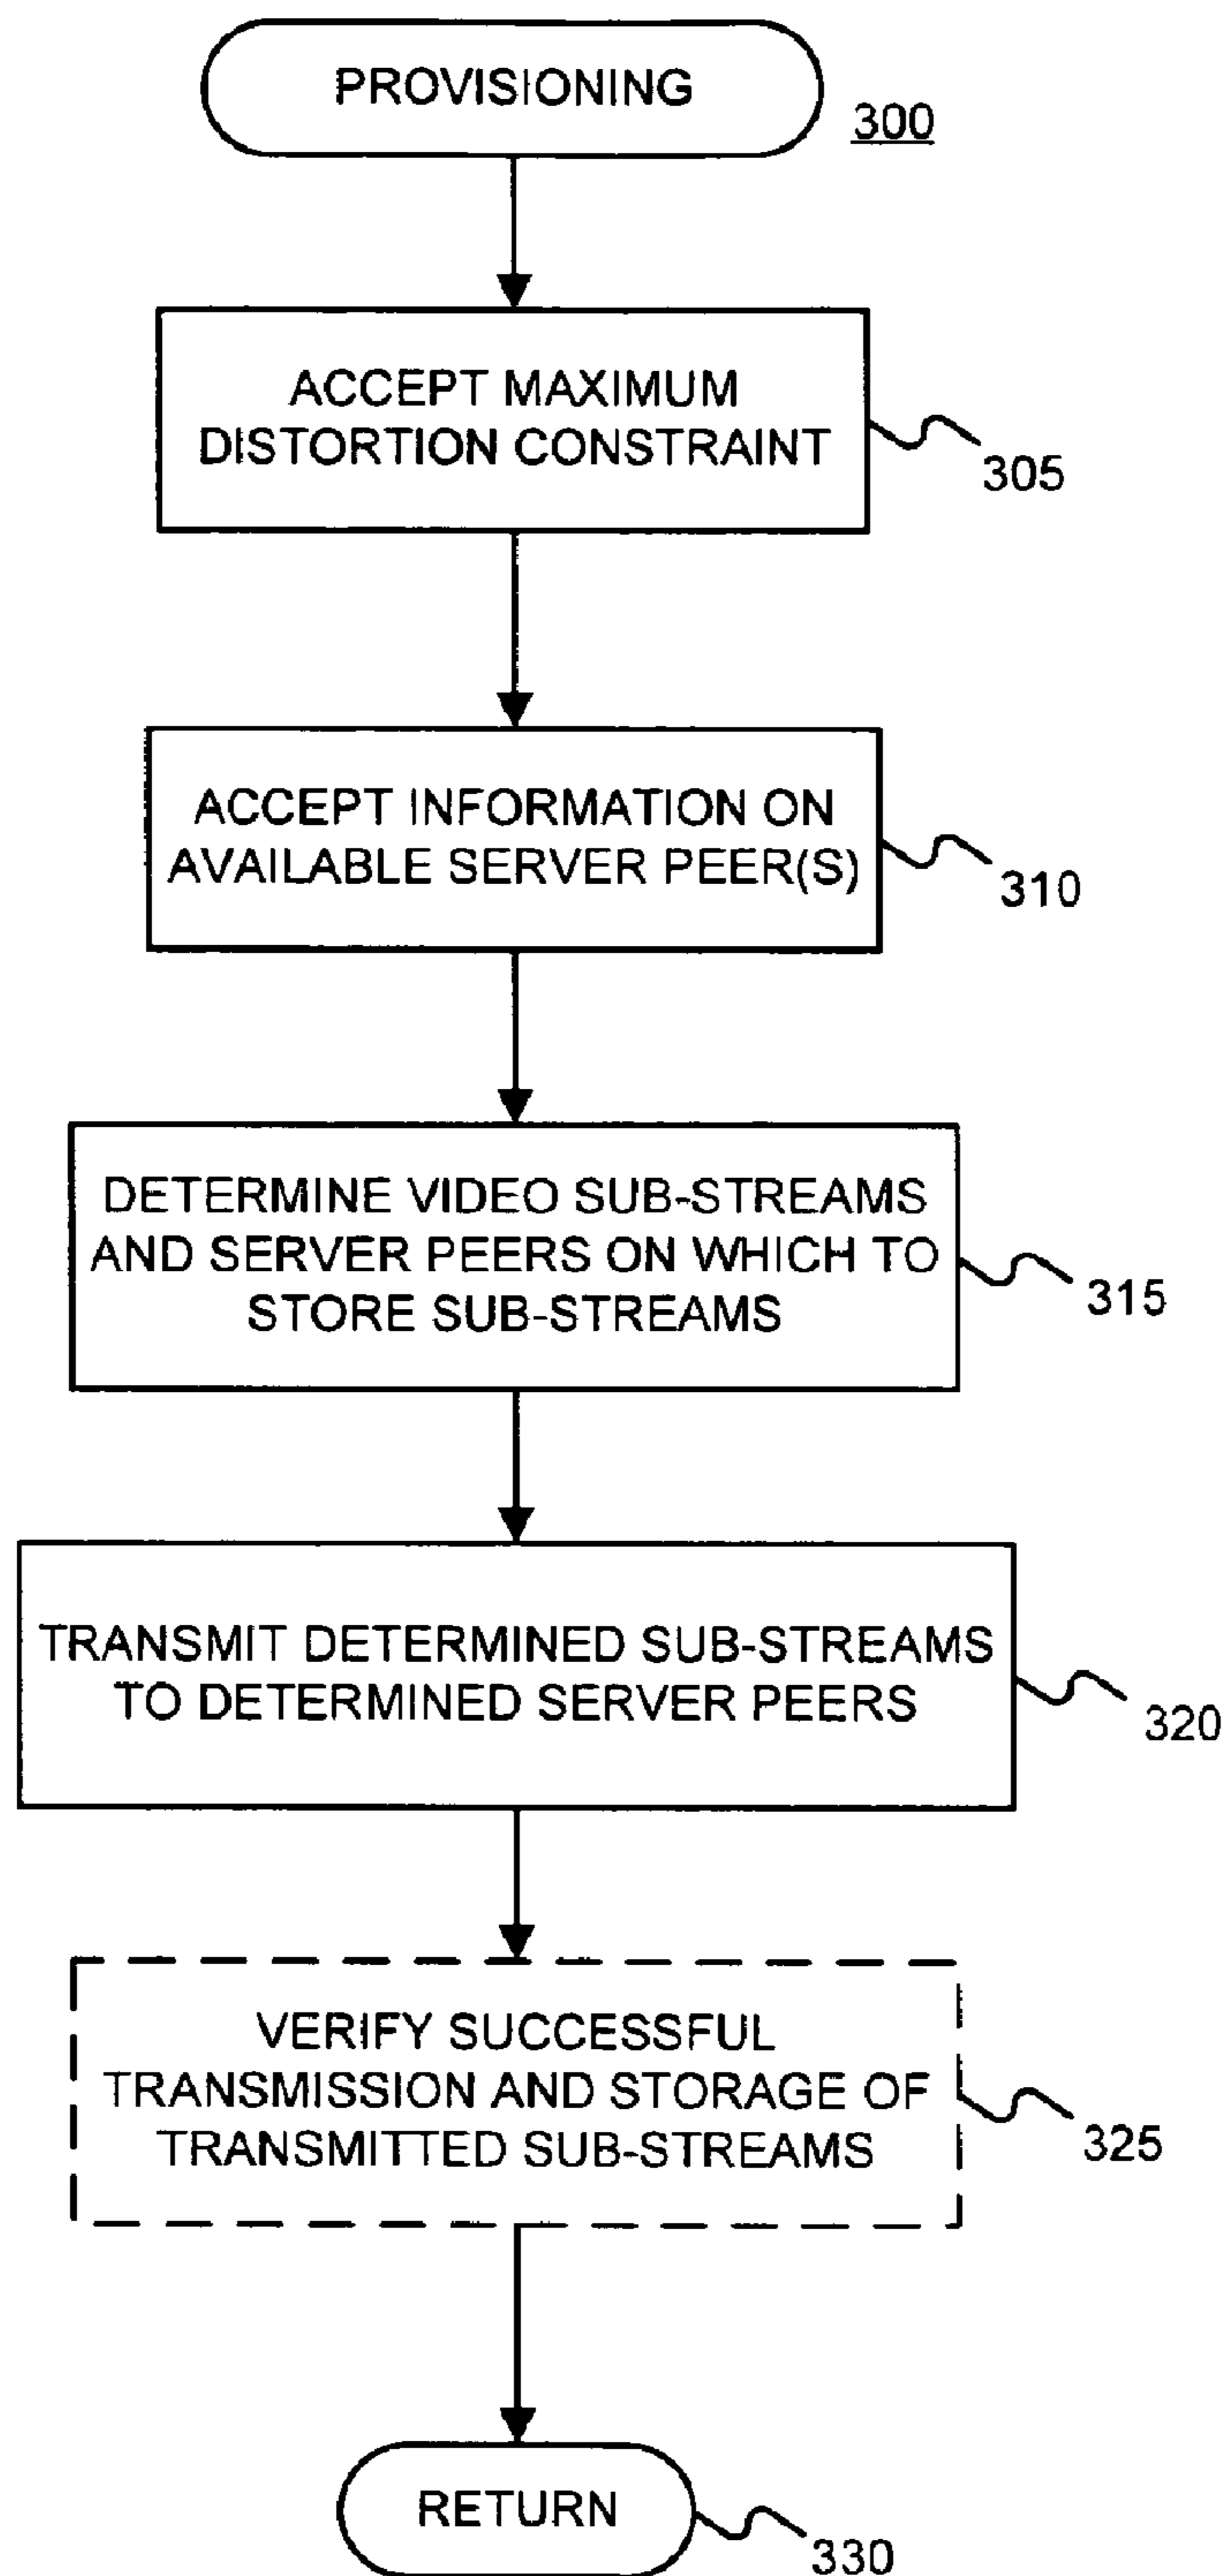 PROVISIONING
300
ACCEPT MAXIMUM
DISTORTION CONSTRAINT
305
ACCEPT INFORMATION ON
AVAILABLE SERVER PEER(S)
310
DETERMINE VIDEO SUB-STREAMS
AND SERVER PEERS ON WHICH TO
STORE SUB-STREAMS
315
TRANSMIT DETERMINED SUB-STREAMS
TO DETERMINED SERVER PEERS
320
VERIFY SUCCESSFUL
TRANSMISSION AND STORAGE OF
TRANSMITTED SUB-STREAMS
325
RETURN
330